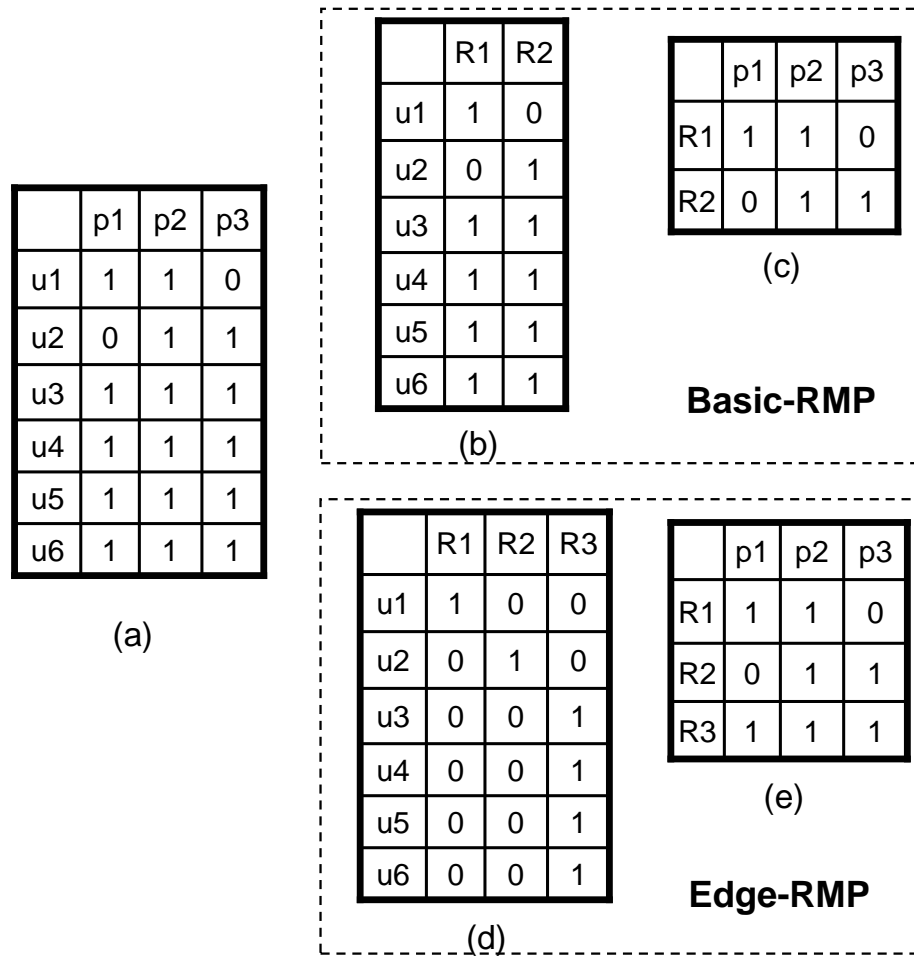 p1 p2 p3
u1 1 1 0
u2 0 1 1
u3 1 1 1
u4 1 1 1
u5 1 1 1
u6 1 1 1
(a)
R1 R2
u1 1 0
u2 0 1
u3 1 1
u4 1 1
u5 1 1
u6 1 1
(b)
p1 p2 p3
R1 1 1 0
R2 0 1 1
(c)
Basic-RMP
R1 R2 R3
u1 1 0 0
u2 0 1 0
u3 0 0 1
u4 0 0 1
u5 0 0 1
u6 0 0 1
(d)
p1 p2 p3
R1 1 1 0
R2 0 1 1
R3 1 1 1
(e)
Edge-RMP